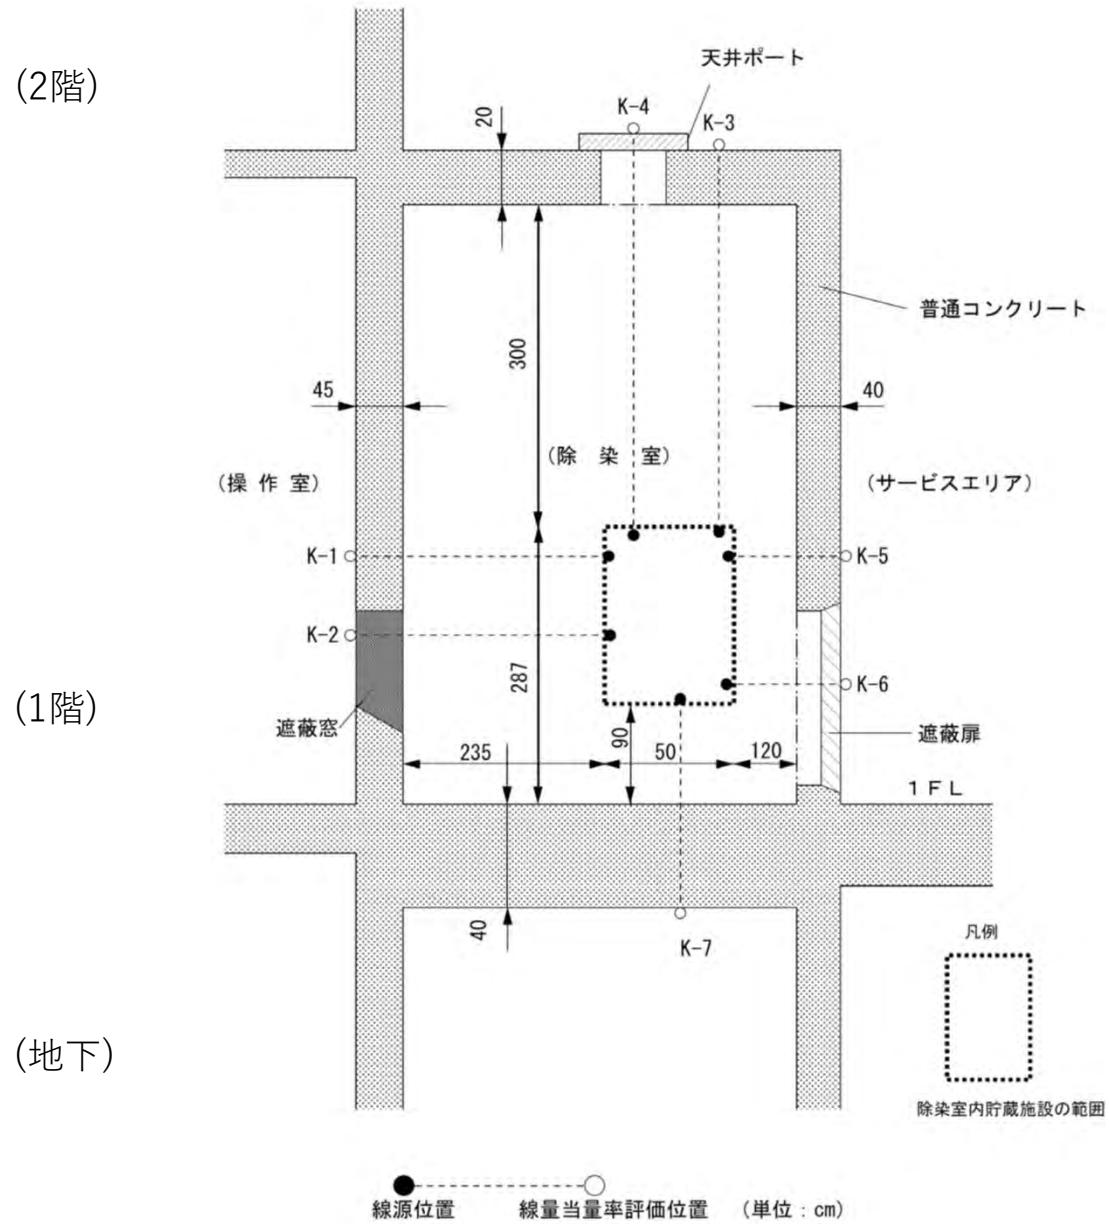 (2階)
天井ポート
K-4
K-3
20
普通コンクリート
300
45
40
(除 染 室)
(操 作 室)
(サービスエリア)
K-1
K-5
K-2
287
K-6
(1階)
遮蔽窓
90
遮蔽扉
235
50
120
1FL
40
K-7
凡例
(地下)
除染室内貯蔵施設の範囲
線源位置
線量当量率評価位置
(単位:cm)